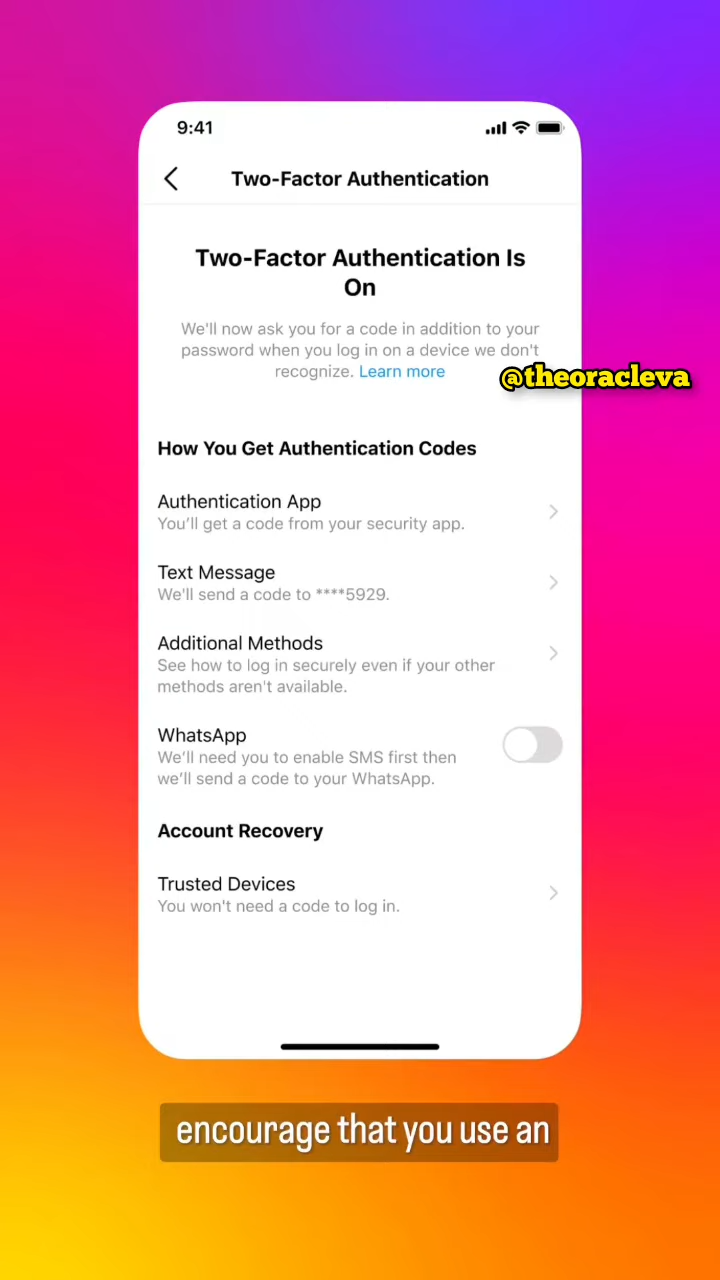 9:41
Two-Factor Authentication
Two-Factor Authentication Is
On
We'll now ask you for a code in addition to your
password when you log in on a device we don't
recognize. Learn more
@theoracleva
How You Get Authentication Codes
Authentication App
You'll get a code from your security app.
Text Message
We'll send a code to ****5929.
Additional Methods
See how to log in securely even if your other
methods aren't available.
WhatsApp
We'll need you to enable SMS first then
we'll send a code to your WhatsApp.
Account Recovery
Trusted Devices
You won't need a code to log in.
encourage that you use an